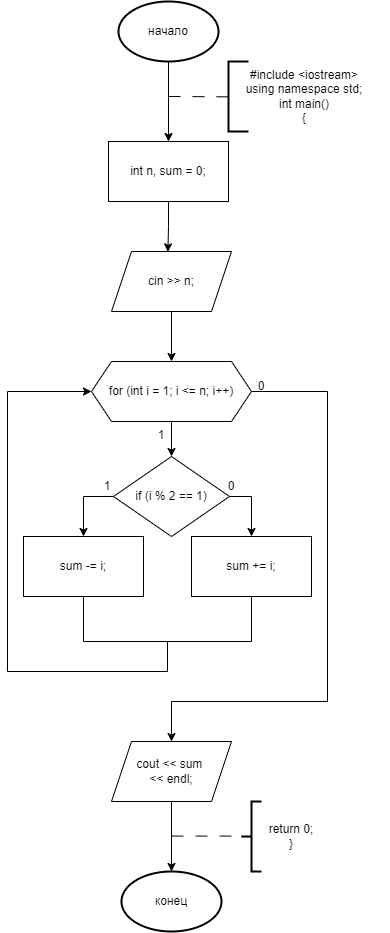 начало
#include <iostream>
using namespace std;
int main()
{
int n, sum = 0;
cin >> n;
for (int i = 1; i <= n; i++)
0
1
if (i % 2 == 1)
1
0
sum -= i;
sum += i;
cout << sum
<< endl;
return 0;
}
конец